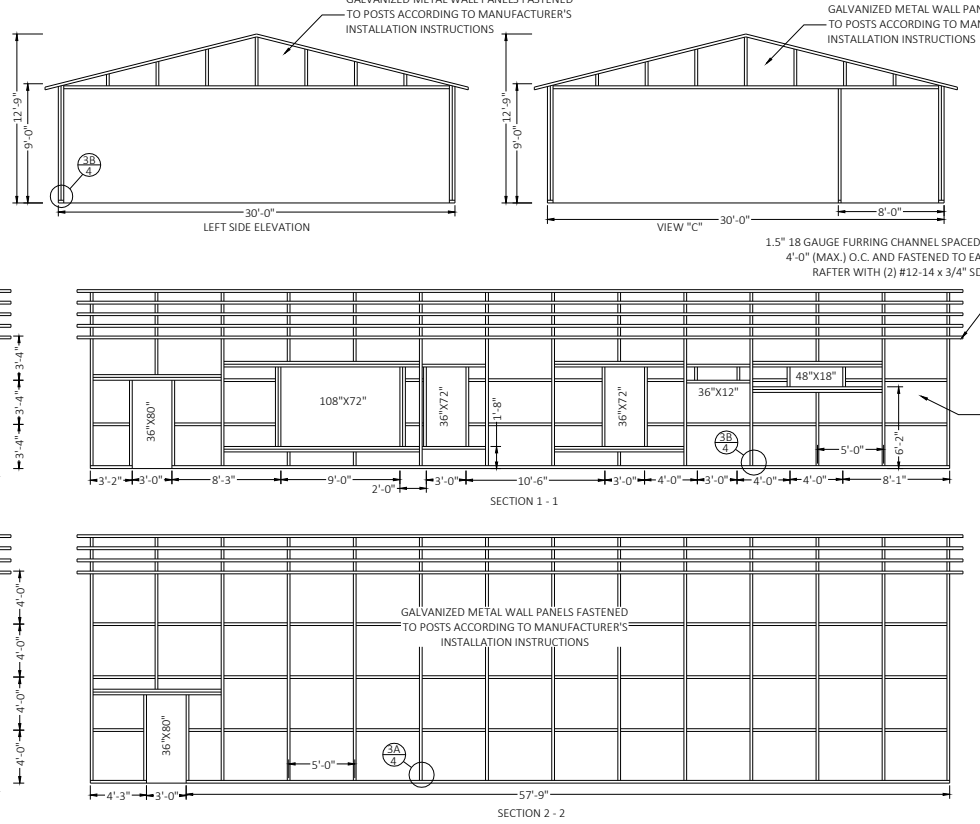 GALVANIZED METAL WALL PANELS FASTENED
TO POSTS ACCORDING TO MANUFACTURER'S
INSTALLATION INSTRUCTIONS
12'-9"
9'-0"
3B
4
30'-0"
LEFT SIDE ELEVATION
GALVANIZED METAL WALL
TO POSTS ACCORDING TO
INSTALLATION INSTRUCTIONS
12'-9"
9'-0"
30'-0"
8'-0"
VIEW "C"
1.5" 18 GAUGE FURRING CHANNEL SPACED
4'-0" (MAX.) O.C. AND FASTENED TO
RAFTER WITH (2) #12-14 x 3/4"
3'-4"
3'-4"
3'-4"
36"X80"
108"X72"
36"X72"
1'-8"
36"X72"
36"X12"
48"X18"
3B
4
5'-0"
6'-2"
3'-2"
3'-0"
8'-3"
9'-0"
2'-0"
3'-0"
10'-6"
3'-0"
4'-0"
3'-0"
4'-0"
4'-0"
8'-1"
SECTION 1 - 1
4'-0"
4'-0"
4'-0"
4'-0"
GALVANIZED METAL WALL PANELS FASTENED
TO POSTS ACCORDING TO MANUFACTURER'S
INSTALLATION INSTRUCTIONS
36"X80"
5'-0"
3A
4
4'-3"
3'-0"
57'-9"
SECTION 2 - 2